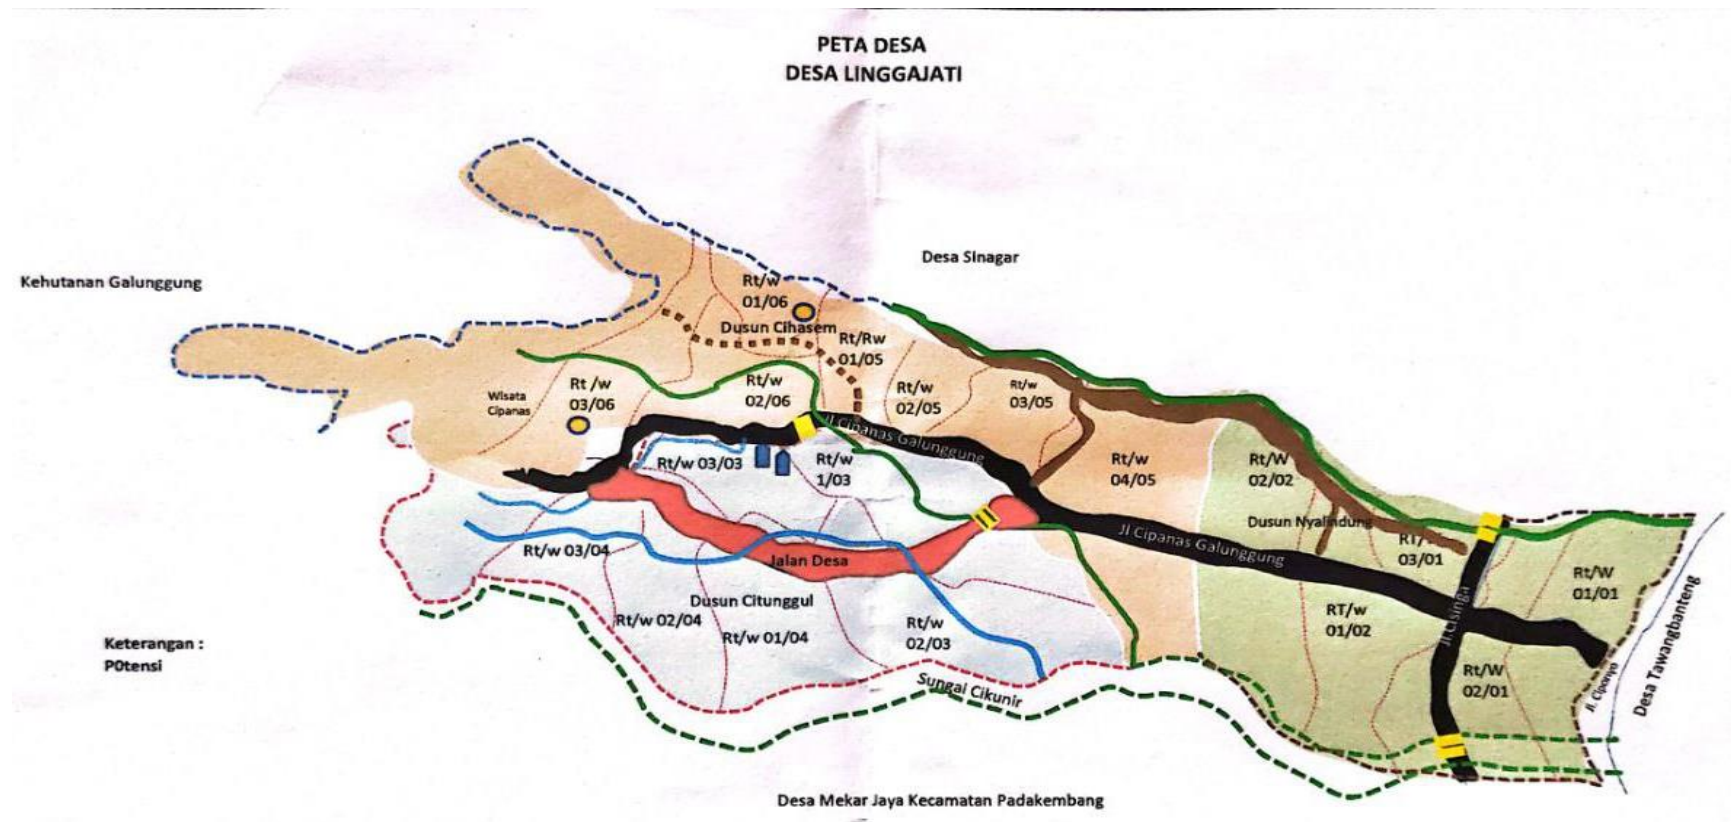 PETA DESA
DESA LINGGAJATI
Desa Sinagar
Kehutanan Galunggung
Rt/w
01/06
Dusun Cihasem
Rt/Rw
01/05
Wisata
Cipanas
Rt /w
03/06
Rt/w
02/06
Rt/w
02/05
Rt/w
03/05
Jl Cipanas Galunggung
Rt/w 03/03
Rt/w
1/03
Rt/w
04/05
Rt/W
02/02
Dusun Nyalindung
Jl Cipanas Galunggung
RT/
03/01
Rt/w 03/04
Jalan Desa
Rt/W
01/01
Dusun Citunggul
Rt/w 02/04
Rt/w 01/04
Rt/w
02/03
RT/w
01/02
Jl Cisinga
Rt/W
02/01
Keterangan :
P0tensi
Sungai Cikunir
Jl. Ciponyo
Desa Tawangbanteng
Desa Mekar Jaya Kecamatan Padakembang